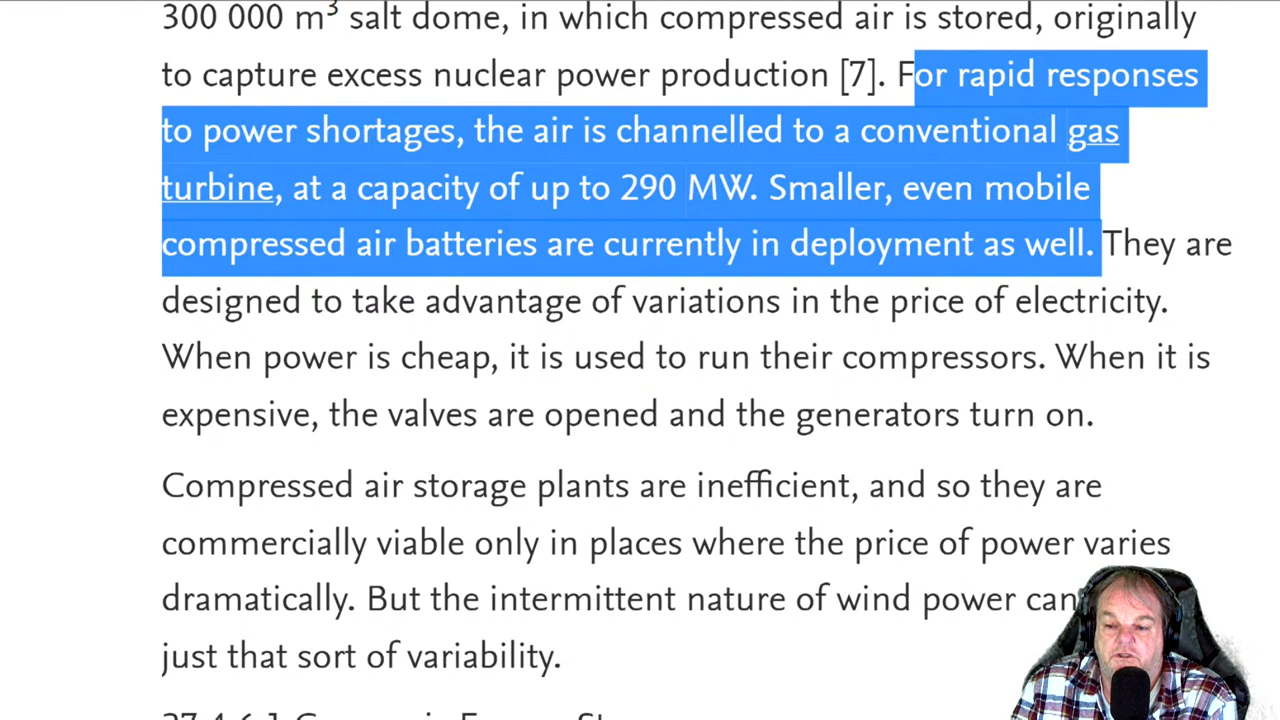 300 000 m³ salt dome, in which compressed air is stored, originally
to capture excess nuclear power production [7]. For rapid responses
to power shortages, the air is channelled to a conventional gas
turbine, at a capacity of up to 290 MW. Smaller, even mobile
compressed air batteries are currently in deployment as well. They are
designed to take advantage of variations in the price of electricity.
When power is cheap, it is used to run their compressors. When it is
expensive, the valves are opened and the generators turn on.
Compressed air storage plants are inefficient, and so they are
commercially viable only in places where the price of power varies
dramatically. But the intermittent nature of wind power can
just that sort of variability.